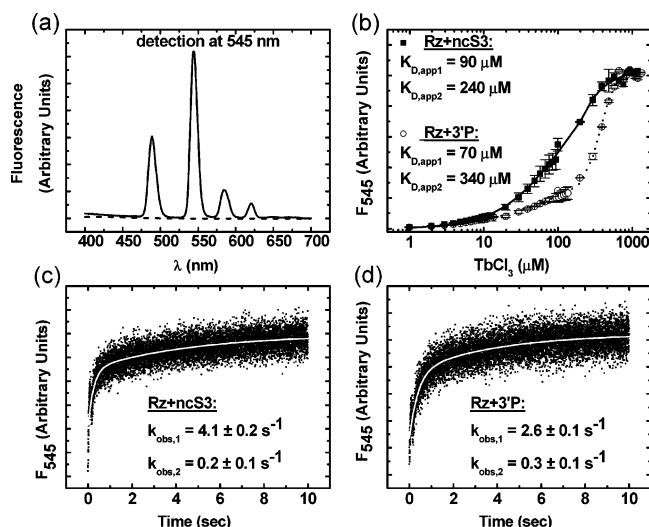 (a)
detection at 545 nm
Fluorescence
(Arbitrary Units)
400 450 500 550 600 650 700
λ (nm)
(b)
Rz+ncS3:
K_D,app1 = 90 μM
K_D,app2 = 240 μM
Rz+3'P:
K_D,app1 = 70 μM
K_D,app2 = 340 μM
F_545 (Arbitrary Units)
1 10 100 1000
TbCl_3 (μM)
(c)
Rz+ncS3:
k_obs,1 = 4.1 ± 0.2 s^-1
k_obs,2 = 0.2 ± 0.1 s^-1
F_545 (Arbitrary Units)
0 2 4 6 8 10
Time (sec)
(d)
Rz+3'P:
k_obs,1 = 2.6 ± 0.1 s^-1
k_obs,2 = 0.3 ± 0.1 s^-1
F_545 (Arbitrary Units)
0 2 4 6 8 10
Time (sec)